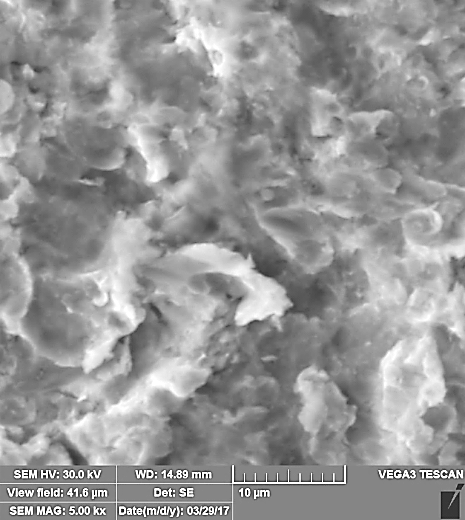 SEM HV: 30.0 kV WD: 14.89 mm VEGA3 TESCAN
View field: 41.6 µm Det: SE 10 µm
SEM MAG: 5.00 kx Date(m/d/y): 03/29/17